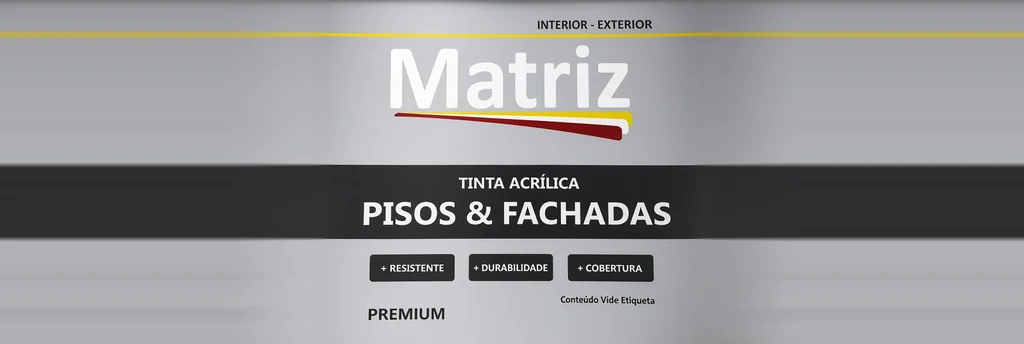 INTERIOR - EXTERIOR
Matriz
TINTA ACRÍLICA
PISOS & FACHADAS
+ RESISTENTE
+ DURABILIDADE
+ COBERTURA
Conteúdo Vide Etiqueta
PREMIUM